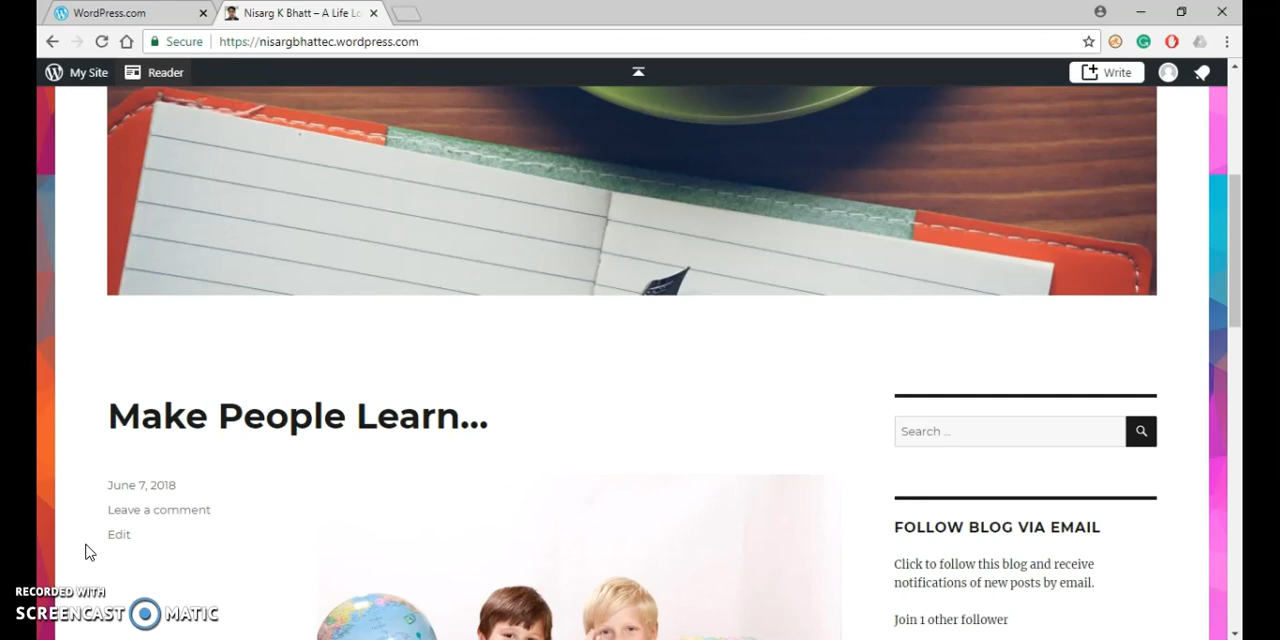 WordPress.com
Nisarg K Bhatt – A Life Lo
Secure https://nisargbhattec.wordpress.com
My Site Reader Write
Make People Learn...
June 7, 2018
Leave a comment
Edit
Search ...
FOLLOW BLOG VIA EMAIL
Click to follow this blog and receive
notifications of new posts by email.
Join 1 other follower
RECORDED WITH
SCREENCAST MATIC